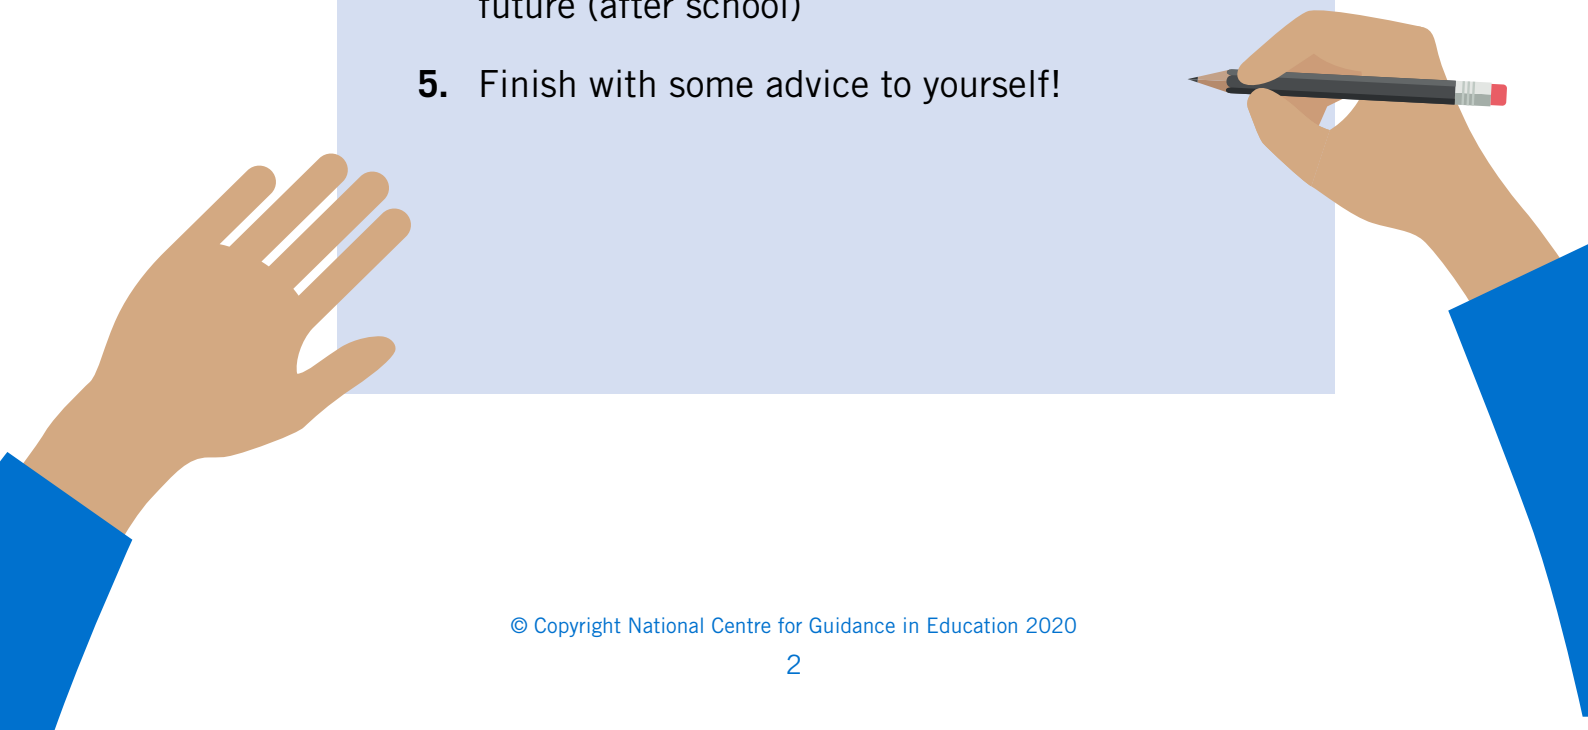 future (after school)
5. Finish with some advice to yourself!
© Copyright National Centre for Guidance in Education 2020
2